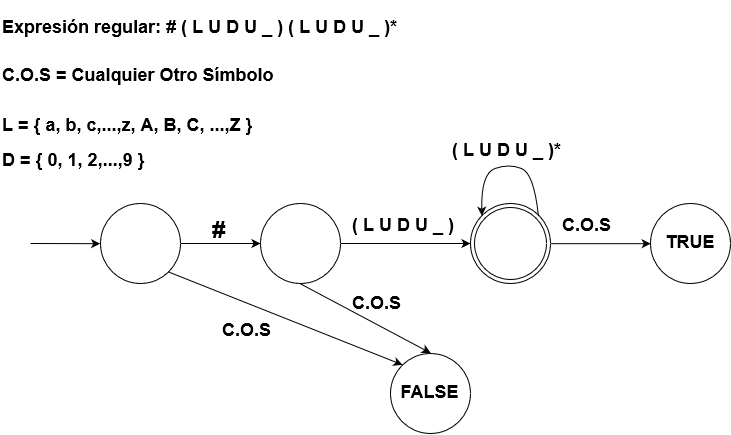 Expresión regular: # ( L U D U _ ) ( L U D U _ )*
C.O.S = Cualquier Otro Símbolo
L = { a, b, c,...,z, A, B, C, ...,Z }
D = { 0, 1, 2,...,9 }
( L U D U _ )*
#
( L U D U _ )
C.O.S
TRUE
C.O.S
C.O.S
FALSE